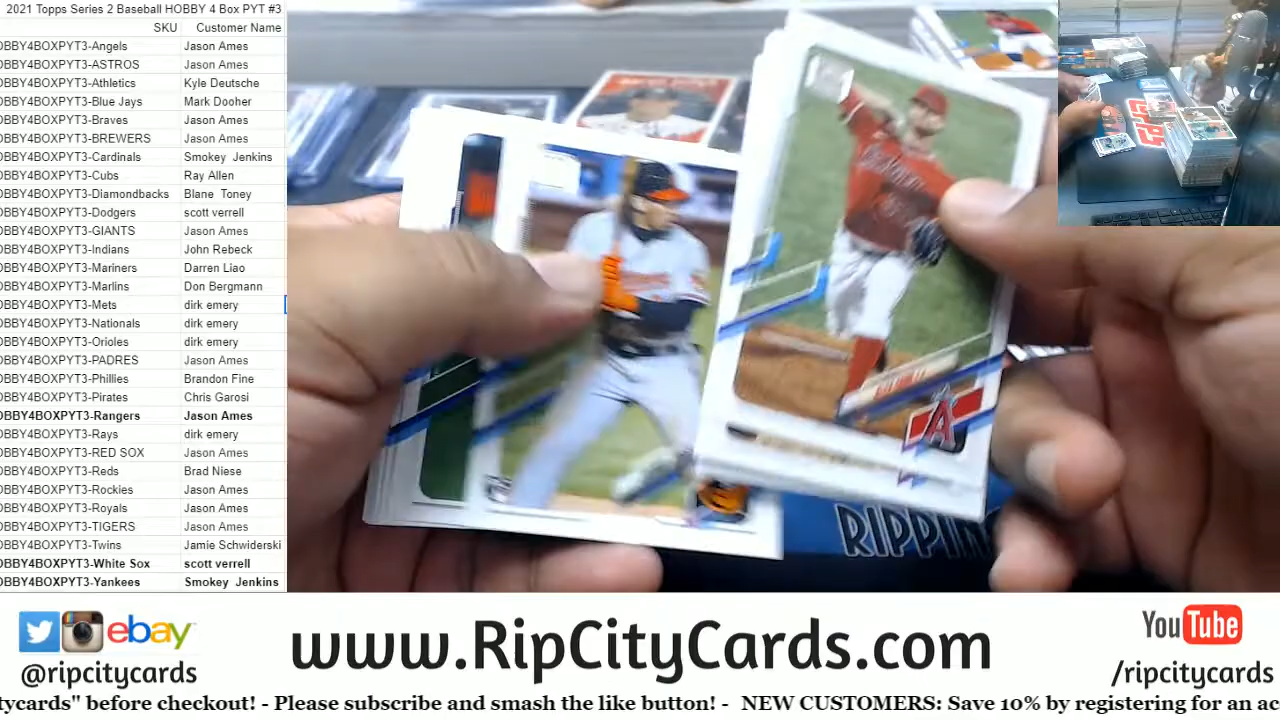 2021 Topps Series 2 Baseball HOBBY 4 Box PYT #3
SKU Customer Name
OBBY4BOXPYT3-Angels Jason Ames
OBBY4BOXPYT3-ASTROS Jason Ames
OBBY4BOXPYT3-Athletics Kyle Deutsche
OBBY4BOXPYT3-Blue Jays Mark Dooher
OBBY4BOXPYT3-Braves Jason Ames
OBBY4BOXPYT3-BREWERS Jason Ames
OBBY4BOXPYT3-Cardinals Smokey Jenkins
OBBY4BOXPYT3-Cubs Ray Allen
OBBY4BOXPYT3-Diamondbacks Blane Toney
OBBY4BOXPYT3-Dodgers scott verrell
OBBY4BOXPYT3-GIANTS Jason Ames
OBBY4BOXPYT3-Indians John Rebeck
OBBY4BOXPYT3-Mariners Darren Liao
OBBY4BOXPYT3-Marlins Don Bergmann
OBBY4BOXPYT3-Mets dirk emery
OBBY4BOXPYT3-Nationals dirk emery
OBBY4BOXPYT3-Orioles dirk emery
OBBY4BOXPYT3-PADRES Jason Ames
OBBY4BOXPYT3-Phillies Brandon Fine
OBBY4BOXPYT3-Pirates Chris Garosi
OBBY4BOXPYT3-Rangers Jason Ames
OBBY4BOXPYT3-Rays dirk emery
OBBY4BOXPYT3-RED SOX Jason Ames
OBBY4BOXPYT3-Reds Brad Niese
OBBY4BOXPYT3-Rockies Jason Ames
OBBY4BOXPYT3-Royals Jason Ames
OBBY4BOXPYT3-TIGERS Jason Ames
OBBY4BOXPYT3-Twins Jamie Schwiderski
OBBY4BOXPYT3-White Sox scott verrell
OBBY4BOXPYT3-Yankees Smokey Jenkins
RIPPIN
ebay
@ripcitycards
www.RipCityCards.com
YouTube
/ripcitycards
tycards" before checkout! - Please subscribe and smash the like button! - NEW CUSTOMERS: Save 10% by registering for an ac